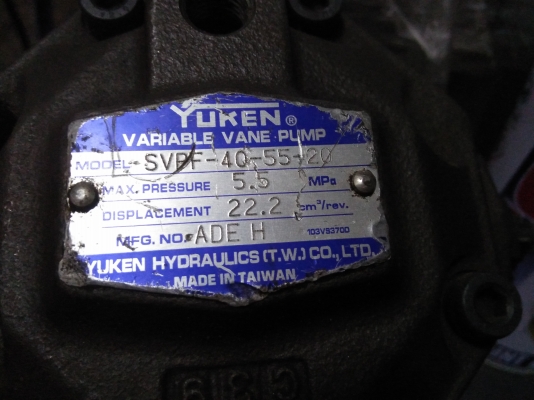 YUKEN®
VARIABLE VANE PUMP
MODEL L-SVPF-40-55-20
MAX. PRESSURE 5.5 MPa
DISPLACEMENT 22.2 cm³/rev.
MFG. NO. ADE H 103VS370D
YUKEN HYDRAULICS (T.W.) CO., LTD.
MADE IN TAIWAN